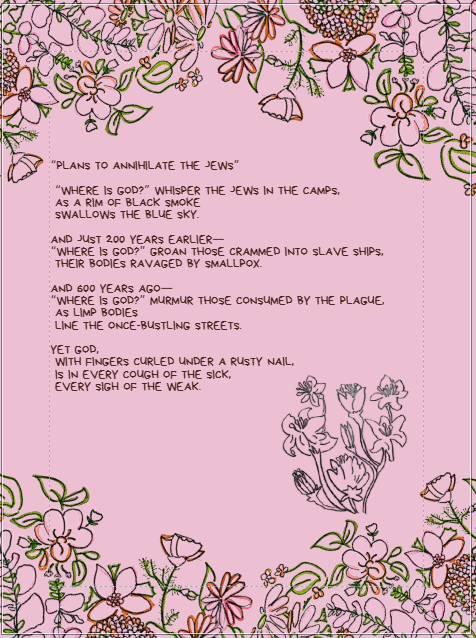 "PLANS TO ANNIHILATE THE JEWS"
"WHERE IS GOD?" WHISPER THE JEWS IN THE CAMPS,
AS A RIM OF BLACK SMOKE
SWALLOWS THE BLUE SKY.
AND JUST 200 YEARS EARLIER—
"WHERE IS GOD?" GROAN THOSE CRAMMED INTO SLAVE SHIPS,
THEIR BODIES RAVAGED BY SMALLPOX.
AND 600 YEARS AGO—
"WHERE IS GOD?" MURMUR THOSE CONSUMED BY THE PLAGUE,
AS LIMP BODIES
LINE THE ONCE-BUSTLING STREETS.
YET GOD,
WITH FINGERS CURLED UNDER A RUSTY NAIL,
IS IN EVERY COUGH OF THE SICK,
EVERY SIGH OF THE WEAK.